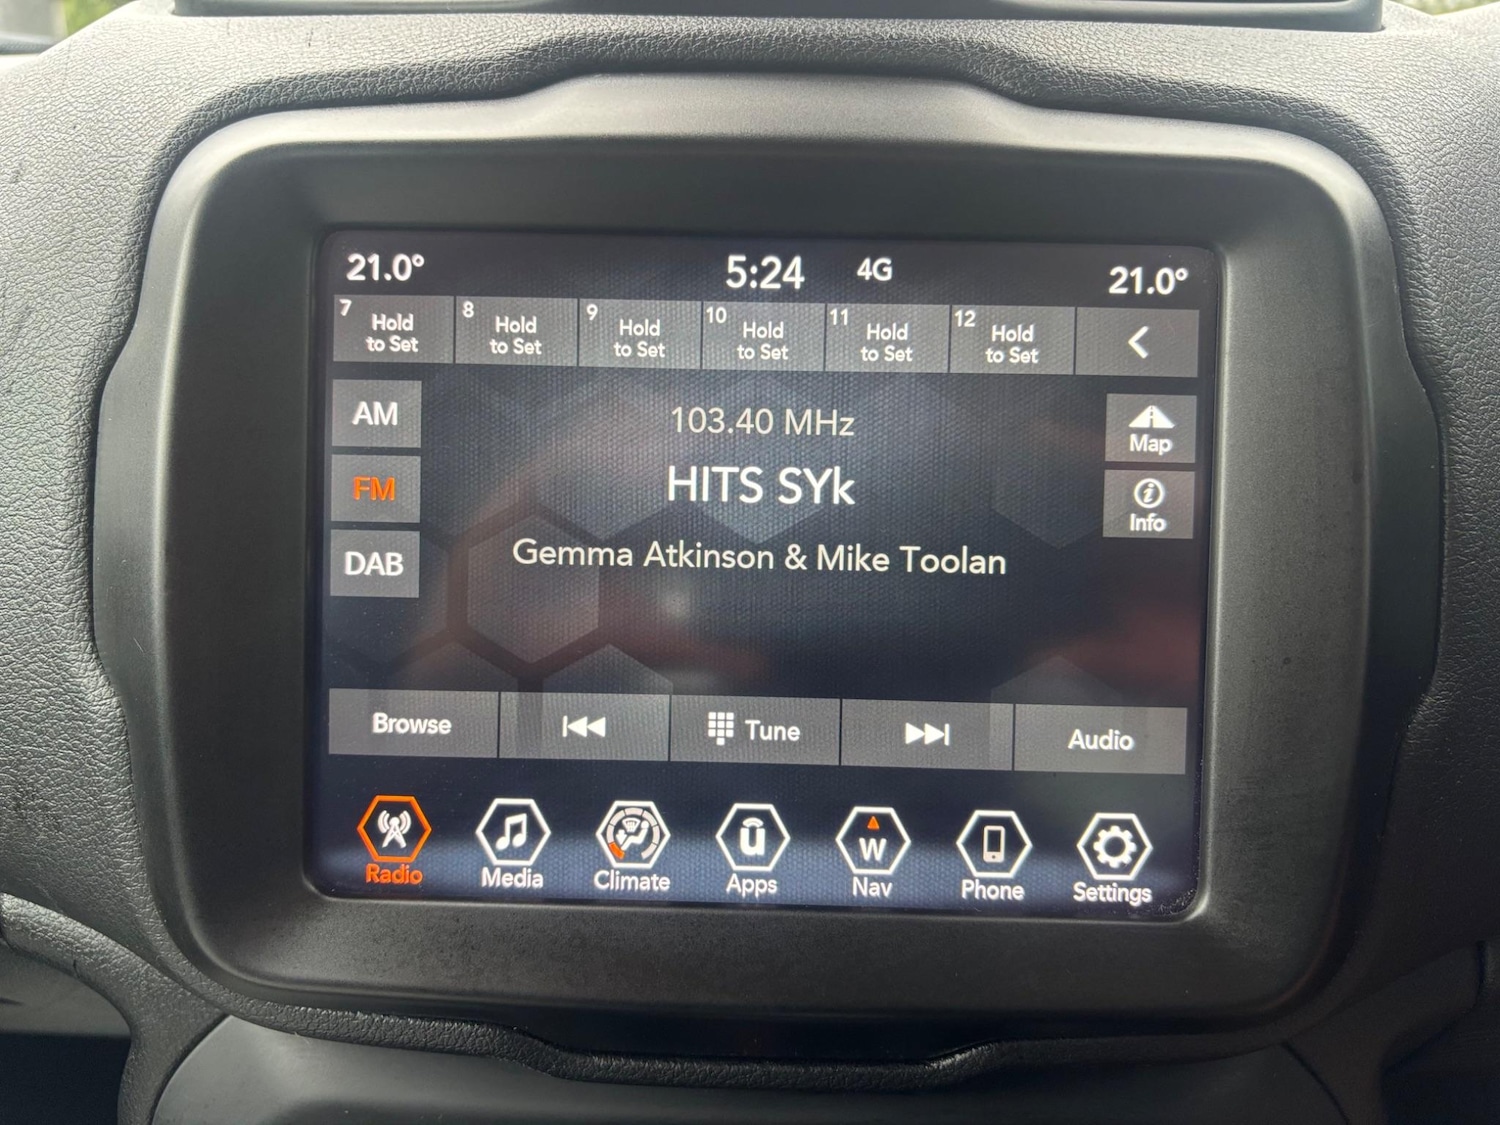 21.0° 5:24 4G 21.0°
7 Hold to Set
8 Hold to Set
9 Hold to Set
10 Hold to Set
11 Hold to Set
12 Hold to Set
AM
103.40 MHz
Map
FM
HITS SYk
Info
DAB
Gemma Atkinson & Mike Toolan
Browse Tune Audio
Radio Media Climate ū Apps W Nav Phone Settings